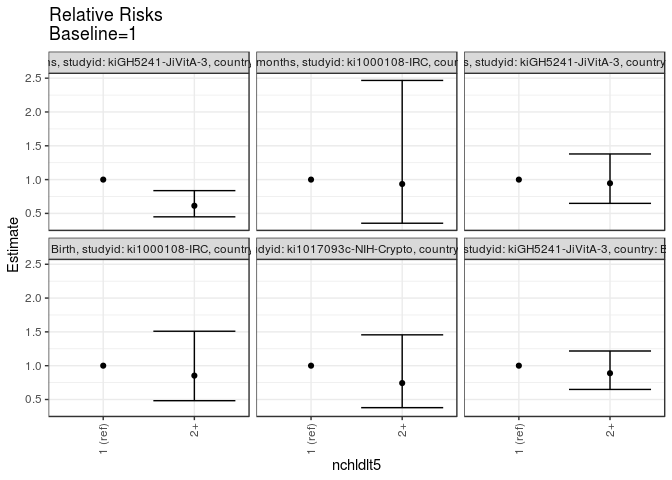 Relative Risks
Baseline=1
s, studyid: kiGH5241-JiVitA-3, country
months, studyid: ki1000108-IRC, cour
s, studyid: kiGH5241-JiVitA-3, country
2.5
2.0
1.5
1.0
0.5
Birth, studyid: ki1000108-IRC, country
dyid: ki1017093c-NIH-Crypto, country
studyid: kiGH5241-JiVitA-3, country: B
2.5
2.0
1.5
1.0
0.5
Estimate
1 (ref)
2+
1 (ref)
2+
1 (ref)
2+
nchldlt5